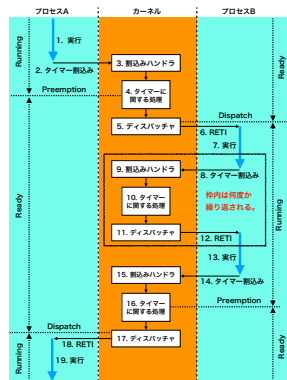 プロセスA
カーネル
プロセスB
Running
1. 実行
2. タイマー割込み
3. 割込みハンドラ
Ready
4. タイマーに
関する処理
Preemption
5. ディスパッチャ
Dispatch
6. RETI
7. 実行
8. タイマー割込み
9. 割込みハンドラ
Ready
10. タイマー
に関する処理
枠内は何度か
繰り返される。
Running
11. ディスパッチャ
12. RETI
13. 実行
14. タイマー割込み
15. 割込みハンドラ
16. タイマー
に関する処理
Preemption
Dispatch
17. ディスパッチャ
18. RETI
19. 実行
Running
Ready